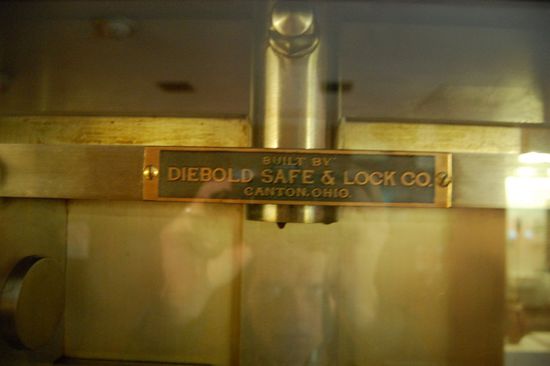 BUILT BY
DIEBOLD SAFE & LOCK CO.
CANTON, OHIO.